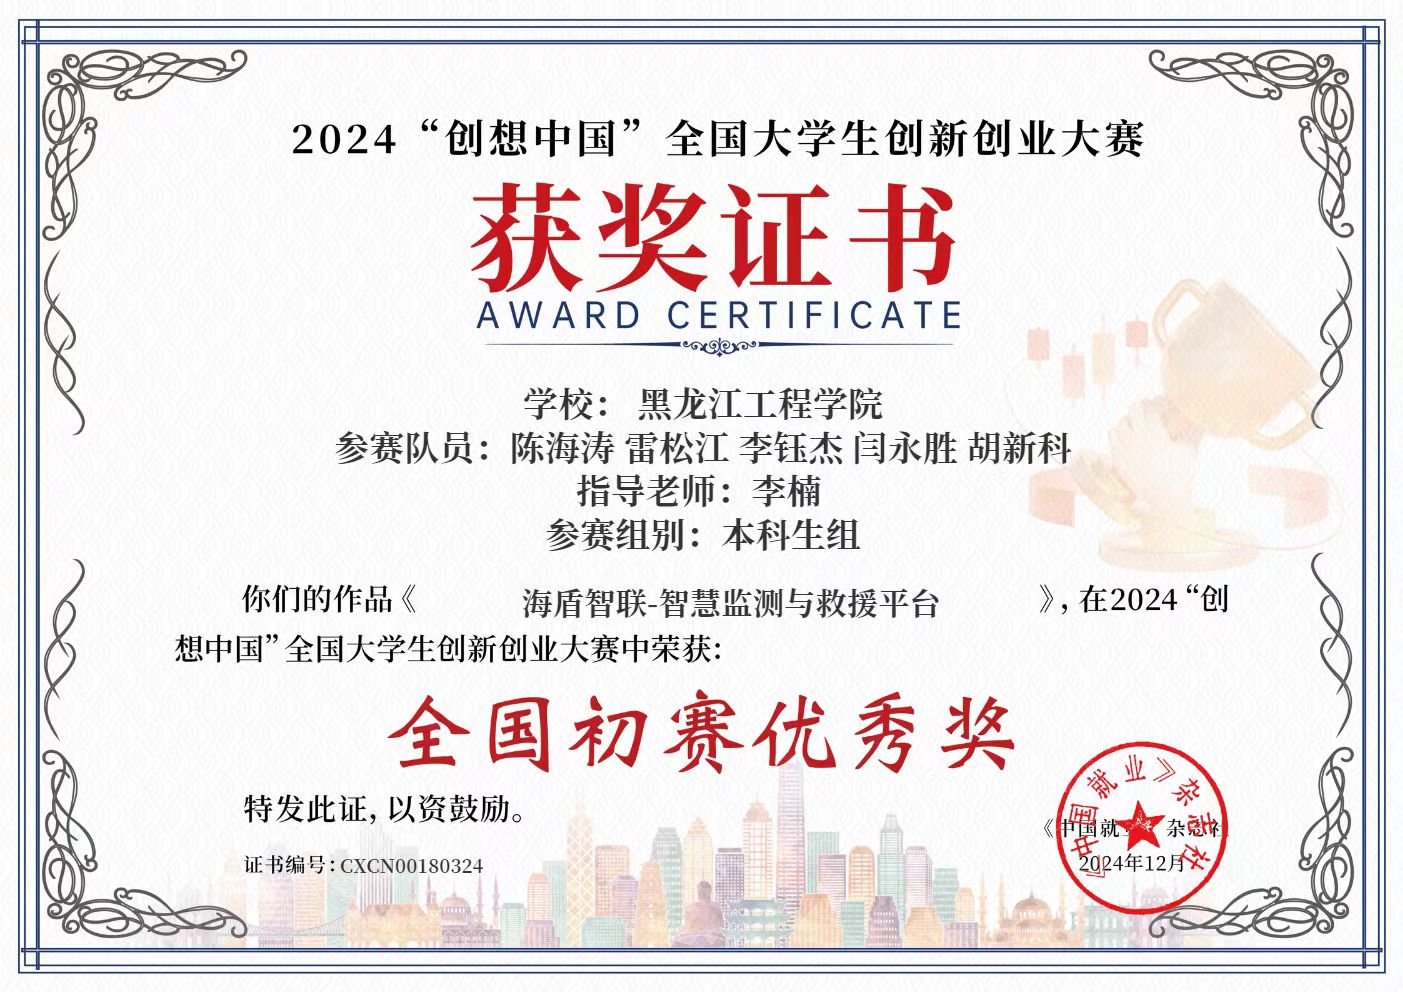 2024“创想中国”全国大学生创新创业大赛
获奖证书
AWARD CERTIFICATE
学校： 黑龙江工程学院
参赛队员：陈海涛 雷松江 李钰杰 闫永胜 胡新科
指导老师：李楠
参赛组别：本科生组
你们的作品《 海盾智联-智慧监测与救援平台 》，在2024“创
想中国”全国大学生创新创业大赛中荣获：
全国初赛优秀奖
特发此证，以资鼓励。
证书编号：CXCN00180324
《中国就业》杂志社
2024年12月
《中国就业》杂志社